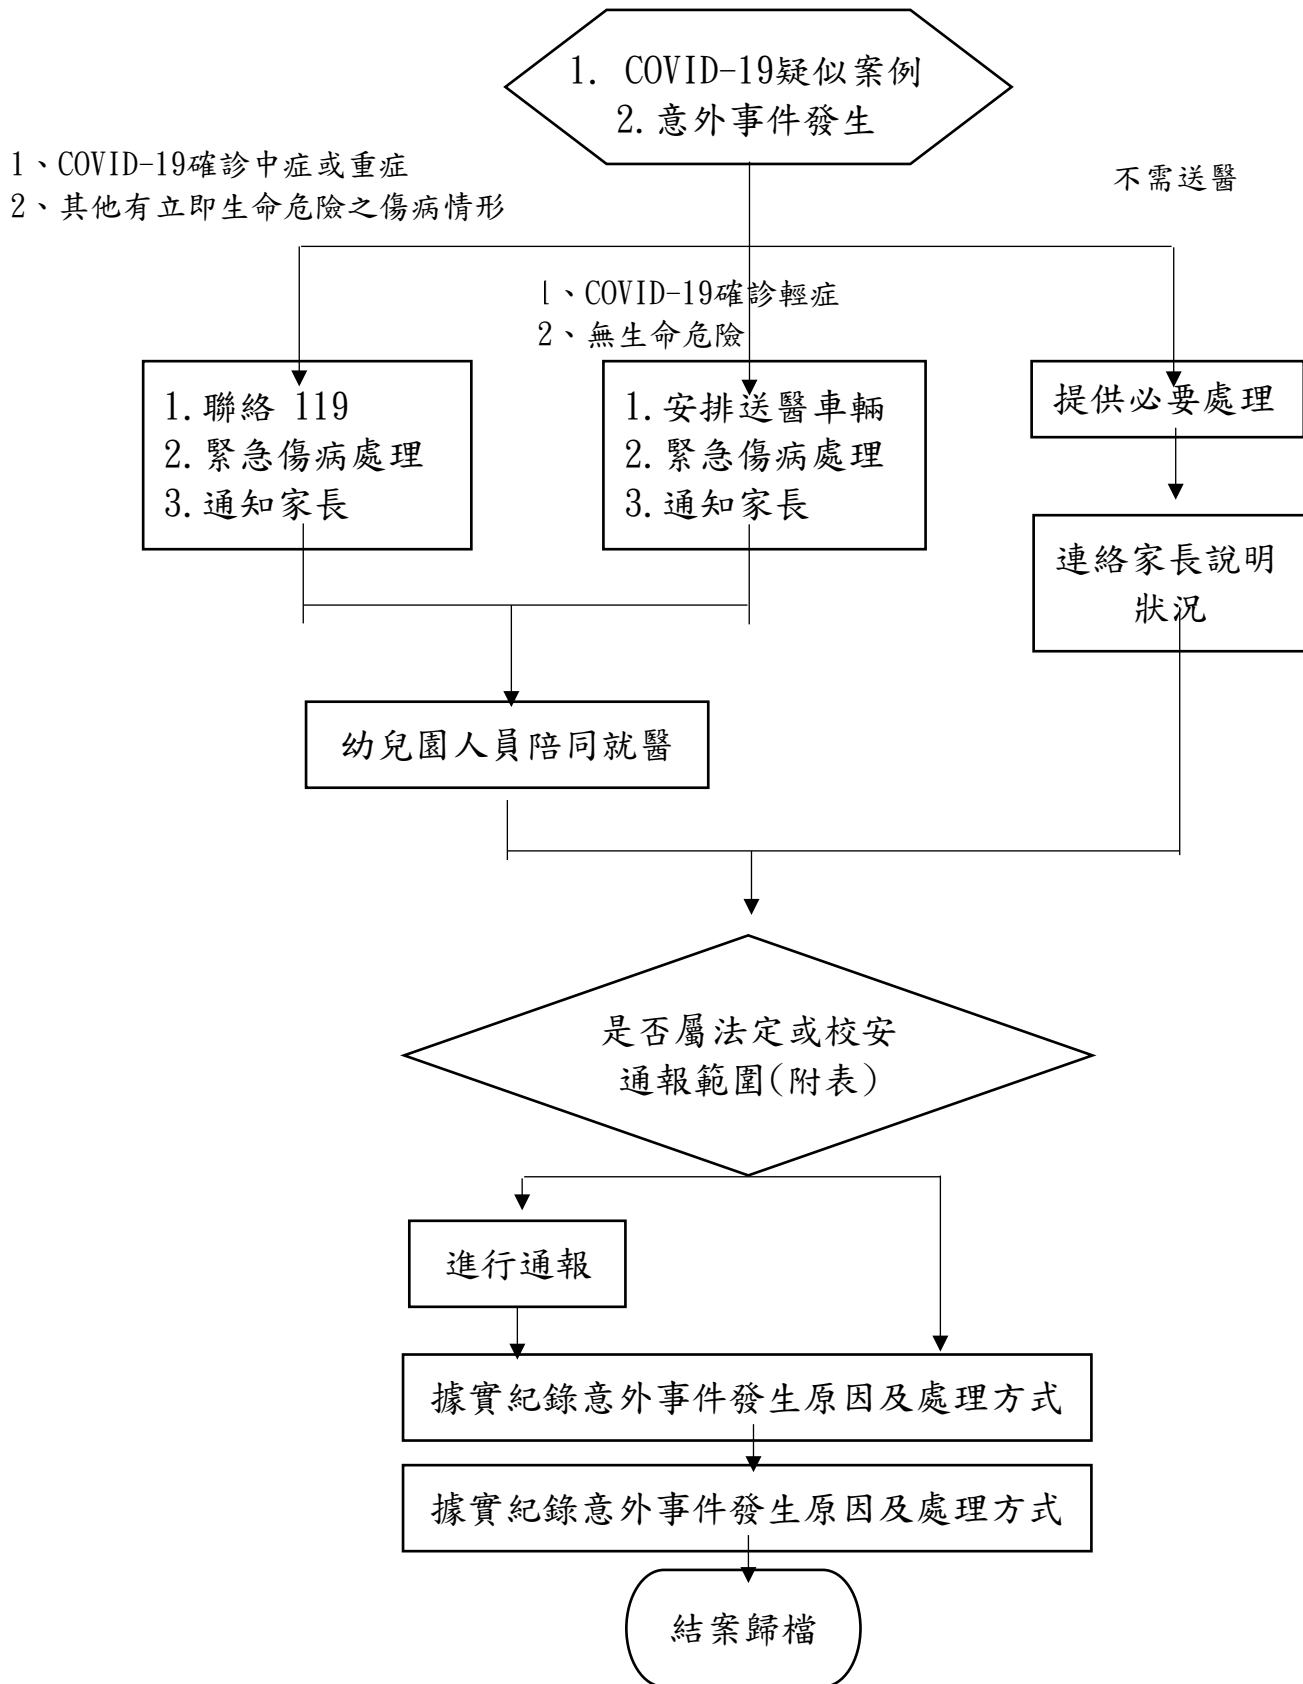 1. COVID-19疑似案例
2.意外事件發生
1、COVID-19確診中症或重症
2、其他有立即生命危險之傷病情形
不需送醫
1、COVID-19確診輕症
2、無生命危險
1.聯絡 119
2.緊急傷病處理
3.通知家長
1.安排送醫車輛
2.緊急傷病處理
3.通知家長
提供必要處理
連絡家長說明
狀況
幼兒園人員陪同就醫
是否屬法定或校安
通報範圍(附表)
進行通報
據實紀錄意外事件發生原因及處理方式
據實紀錄意外事件發生原因及處理方式
結案歸檔